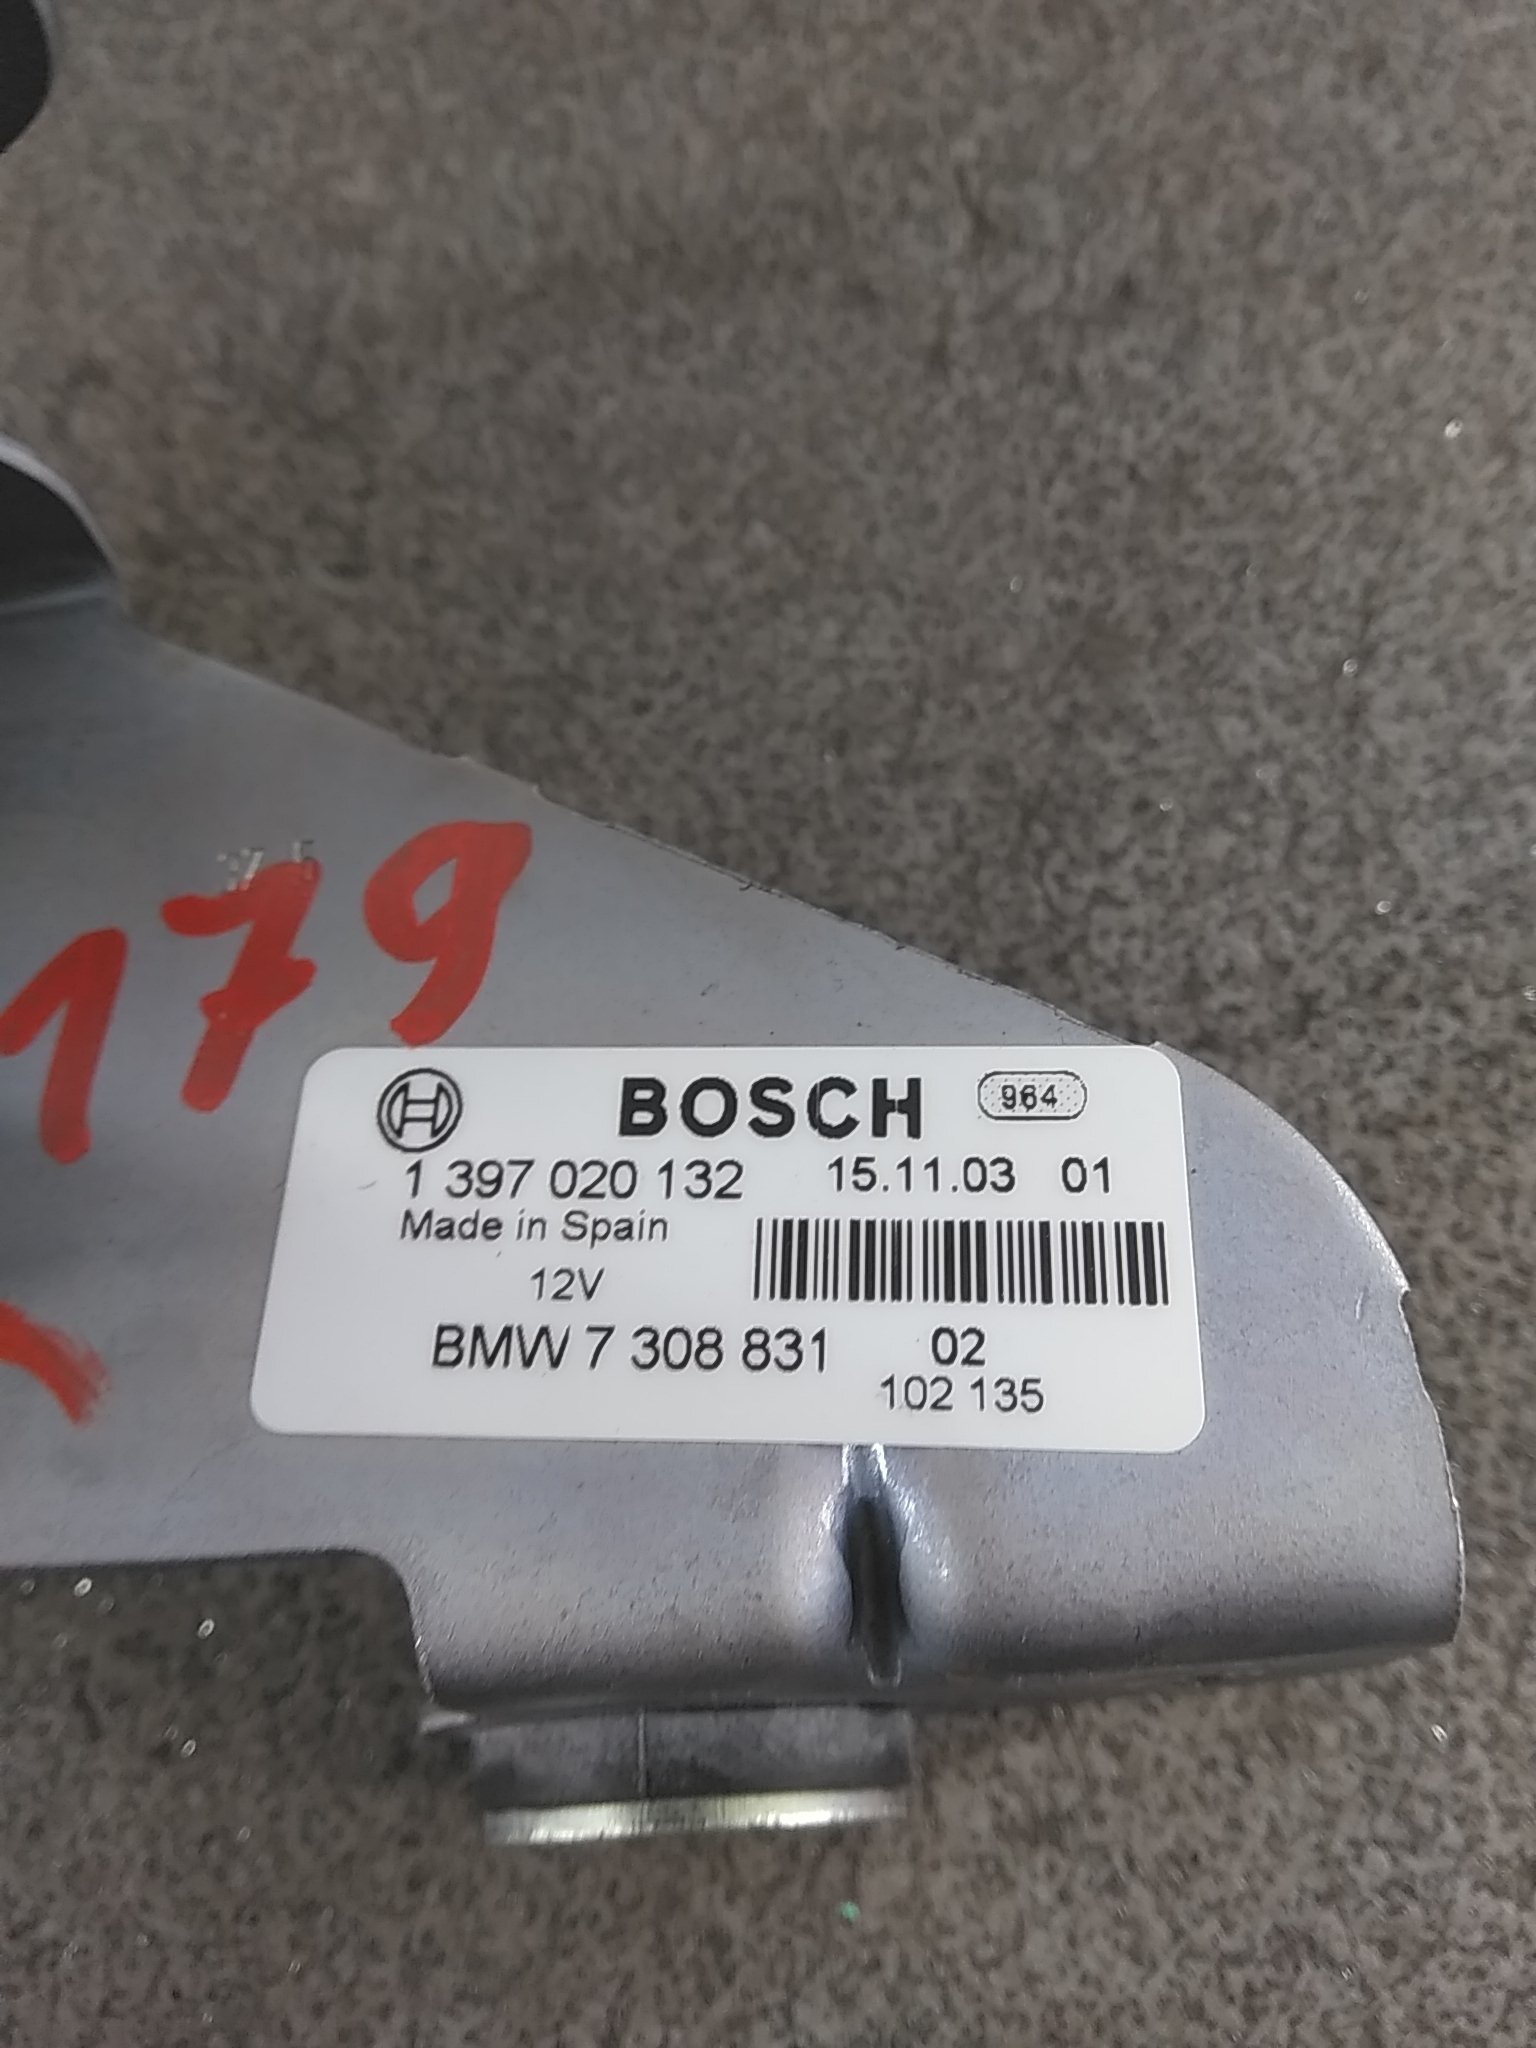 179
BOSCH 964
1 397 020 132 15.11.03 01
Made in Spain
12V
BMW 7 308 831 02
102 135